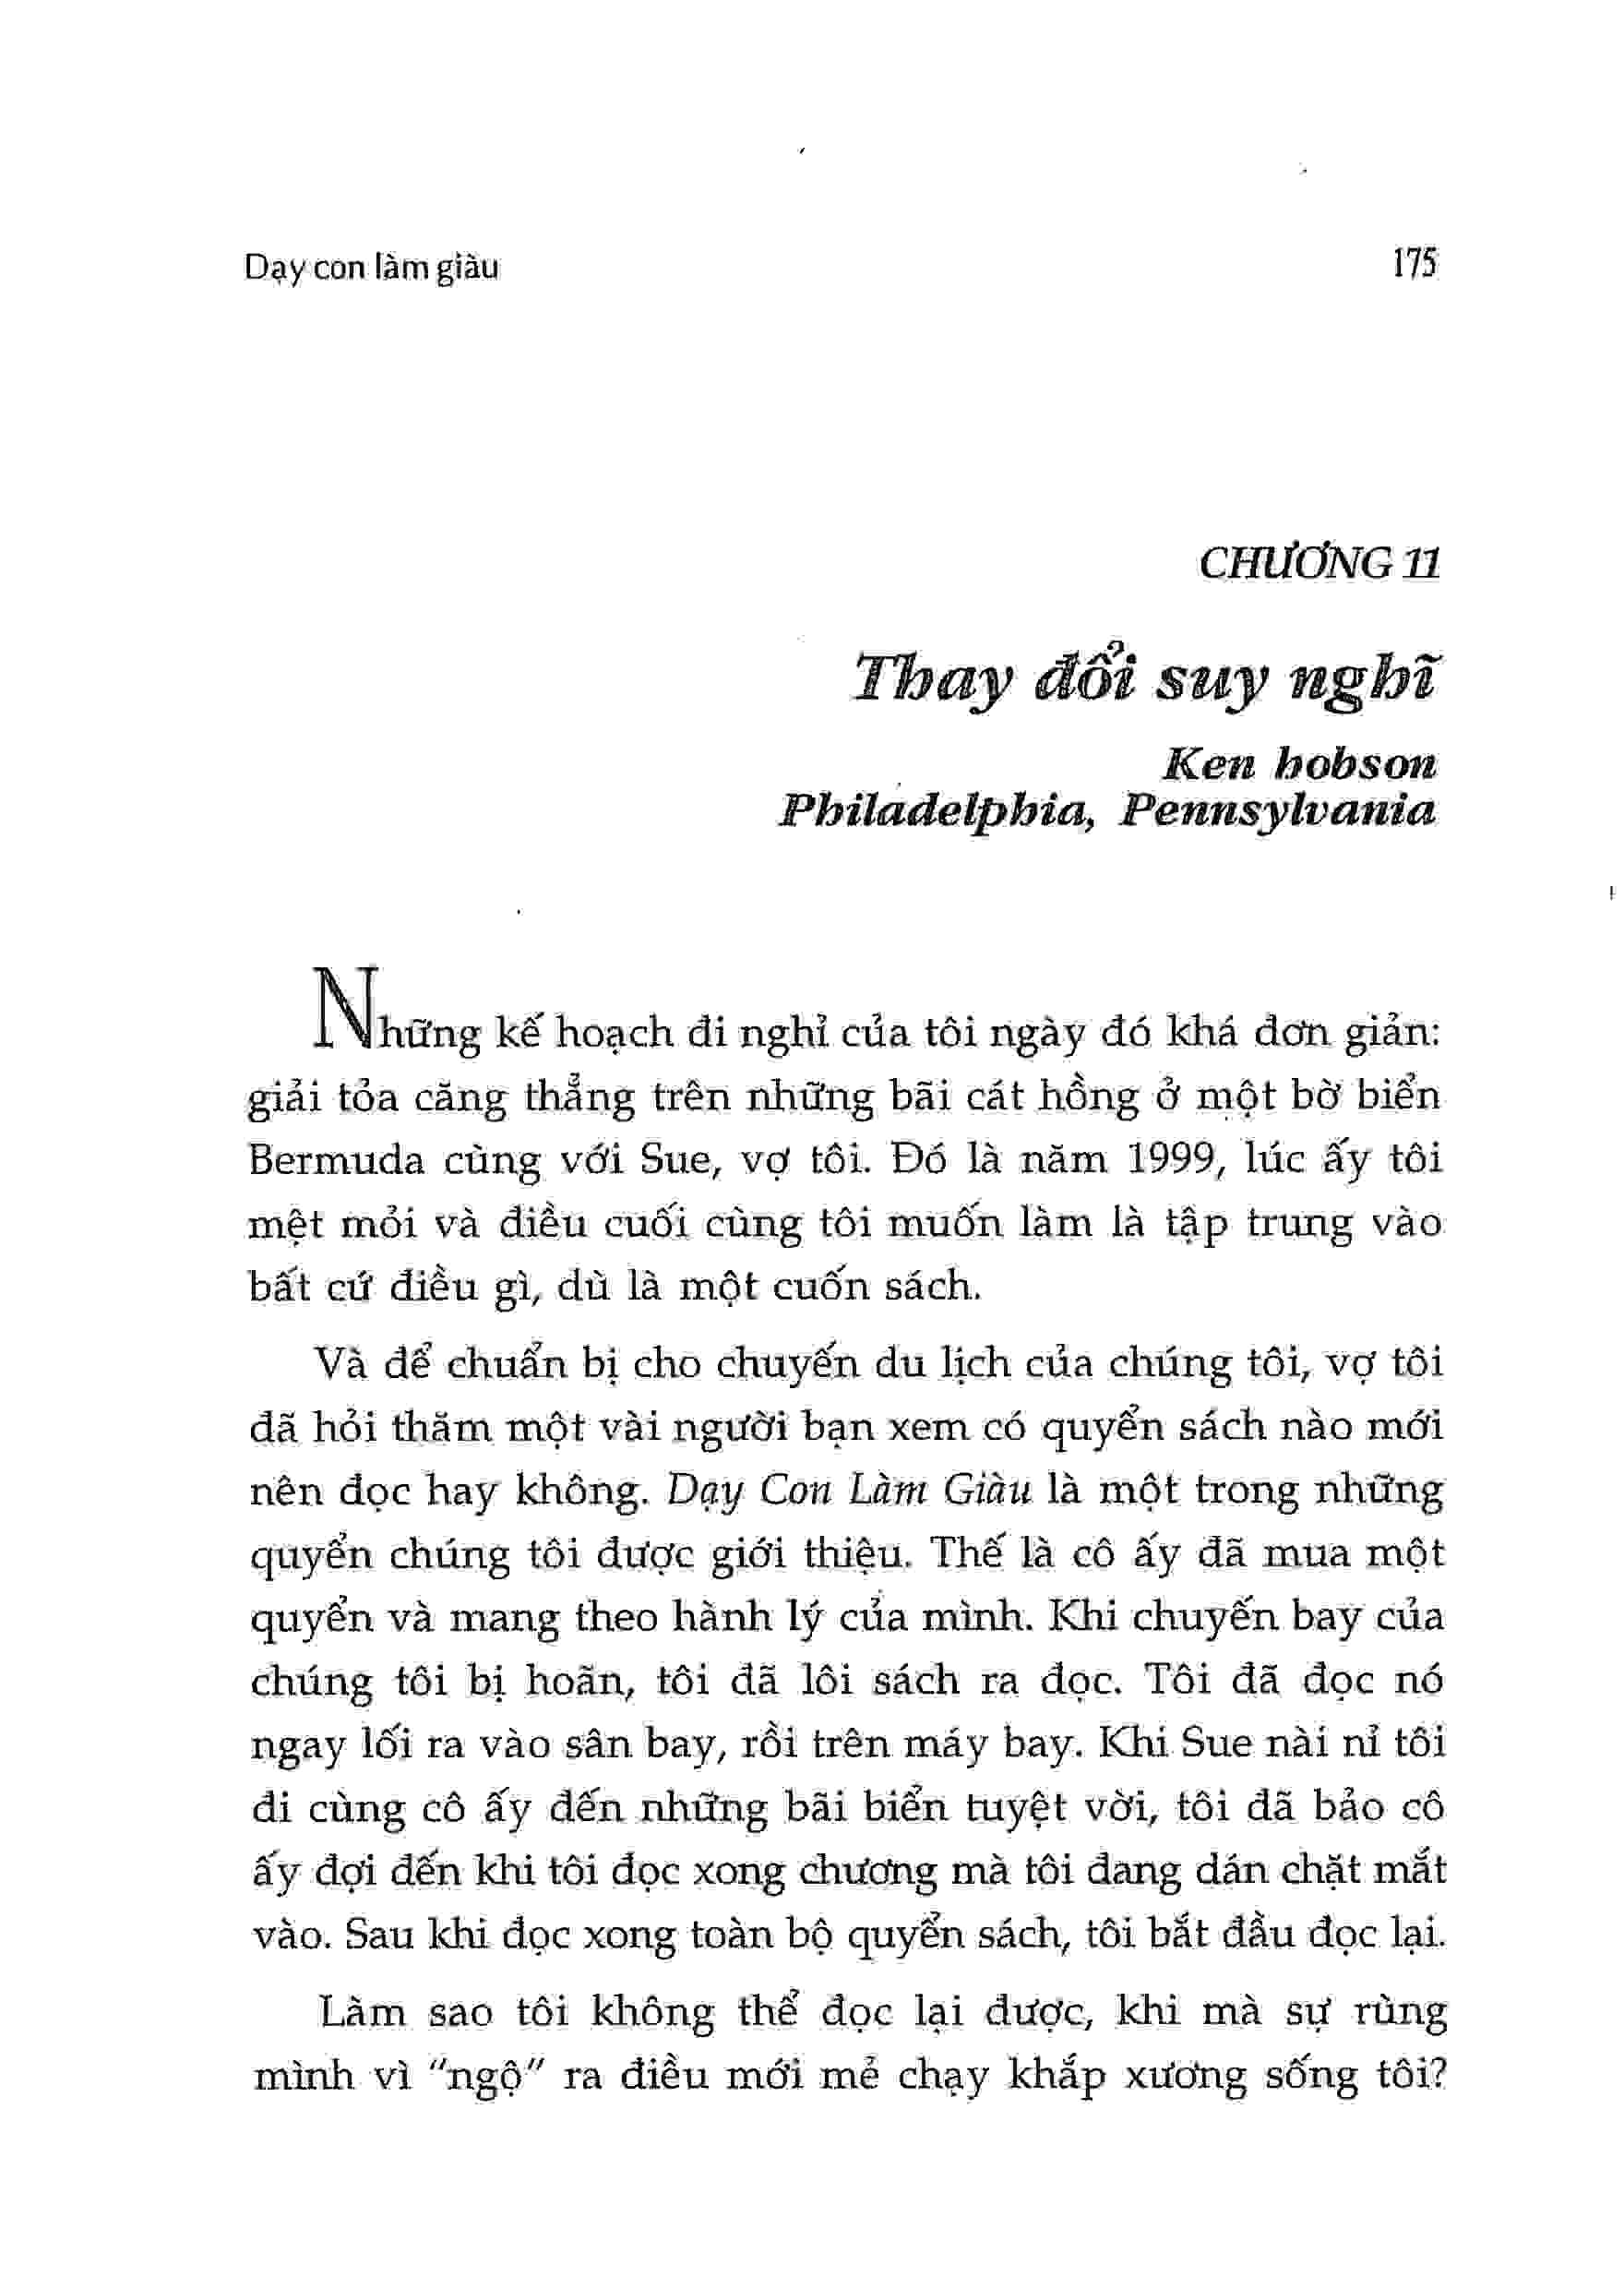 Dạy con làm giàu 175
CHƯƠNG 11
Thay đổi suy nghĩ
Ken hobson
Philadelphia, Pennsylvania
Những kế hoạch đi nghỉ của tôi ngày đó khá đơn giản:
giải tỏa căng thẳng trên những bãi cát hồng ở một bờ biển
Bermuda cùng với Sue, vợ tôi. Đó là năm 1999, lúc ấy tôi
mệt mỏi và điều cuối cùng tôi muốn làm là tập trung vào
bất cứ điều gì, dù là một cuốn sách.
Và để chuẩn bị cho chuyến du lịch của chúng tôi, vợ tôi
đã hỏi thăm một vài người bạn xem có quyển sách nào mới
nên đọc hay không. Dạy Con Làm Giàu là một trong những
quyển chúng tôi được giới thiệu. Thế là cô ấy đã mua một
quyển và mang theo hành lý của mình. Khi chuyến bay của
chúng tôi bị hoãn, tôi đã lôi sách ra đọc. Tôi đã đọc nó
ngay lối ra vào sân bay, rồi trên máy bay. Khi Sue nài nỉ tôi
đi cùng cô ấy đến những bãi biển tuyệt vời, tôi đã bảo cô
ấy đợi đến khi tôi đọc xong chương mà tôi đang dán chặt mắt
vào. Sau khi đọc xong toàn bộ quyển sách, tôi bắt đầu đọc lại.
Làm sao tôi không thể đọc lại được, khi mà sự rùng
mình vì "ngộ" ra điều mới mẻ chạy khắp xương sống tôi?